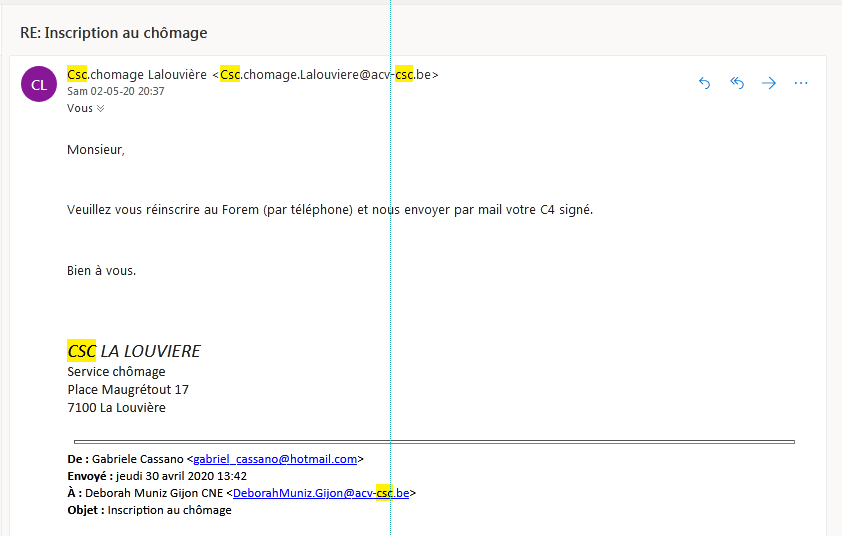 RE: Inscription au chômage
CL
Csc.chomage Lalouvière <Csc.chomage.Lalouviere@acv-csc.be>
Sam 02-05-20 20:37
Vous
Monsieur,
Veuillez vous réinscrire au Forem (par téléphone) et nous envoyer par mail votre C4 signé.
Bien à vous.
CSC LA LOUVIERE
Service chômage
Place Maugrétout 17
7100 La Louvière
De : Gabriele Cassano <gabriel_cassano@hotmail.com>
Envoyé : jeudi 30 avril 2020 13:42
À : Deborah Muniz Gijon CNE <DeborahMuniz.Gijon@acv-csc.be>
Objet : Inscription au chômage